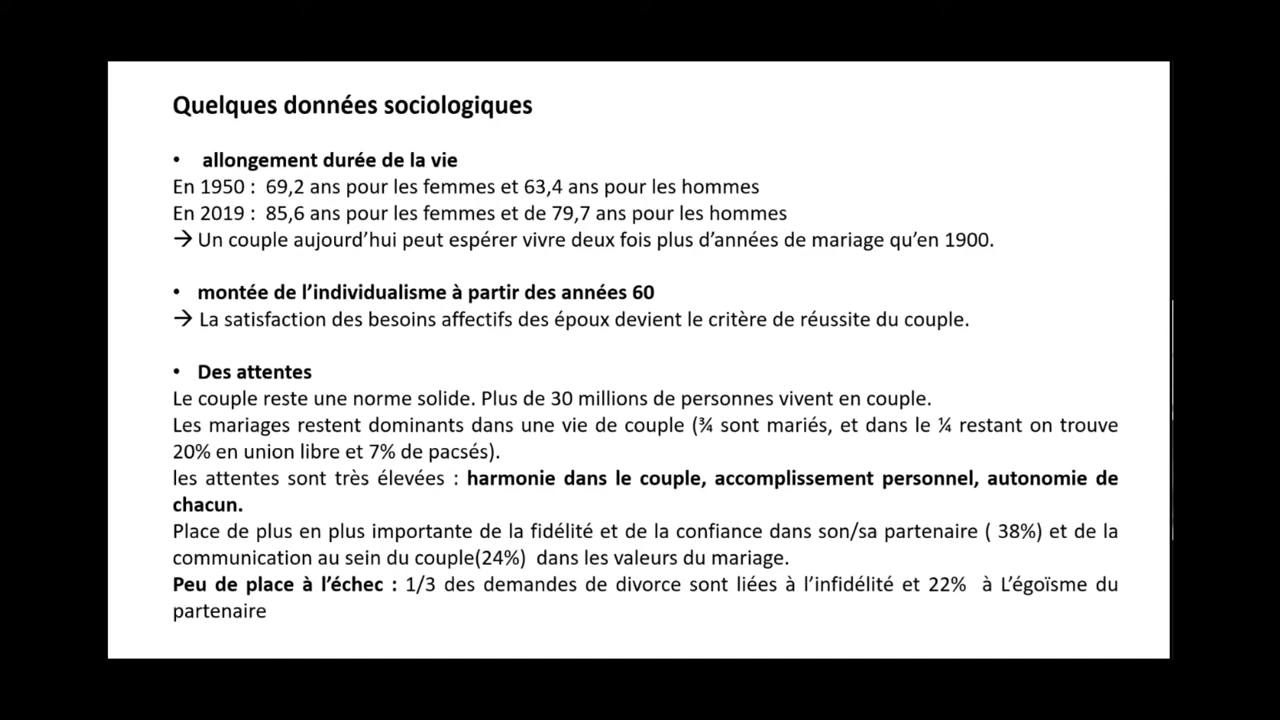 Quelques données sociologiques
• allongement durée de la vie
En 1950 : 69,2 ans pour les femmes et 63,4 ans pour les hommes
En 2019 : 85,6 ans pour les femmes et de 79,7 ans pour les hommes
→ Un couple aujourd’hui peut espérer vivre deux fois plus d’années de mariage qu’en 1900.
• montée de l’individualisme à partir des années 60
→ La satisfaction des besoins affectifs des époux devient le critère de réussite du couple.
• Des attentes
Le couple reste une norme solide. Plus de 30 millions de personnes vivent en couple.
Les mariages restent dominants dans une vie de couple (¾ sont mariés, et dans le ¼ restant on trouve
20% en union libre et 7% de pacsés).
les attentes sont très élevées : harmonie dans le couple, accomplissement personnel, autonomie de
chacun.
Place de plus en plus importante de la fidélité et de la confiance dans son/sa partenaire ( 38%) et de la
communication au sein du couple(24%) dans les valeurs du mariage.
Peu de place à l’échec : 1/3 des demandes de divorce sont liées à l’infidélité et 22% à L’égoïsme du
partenaire